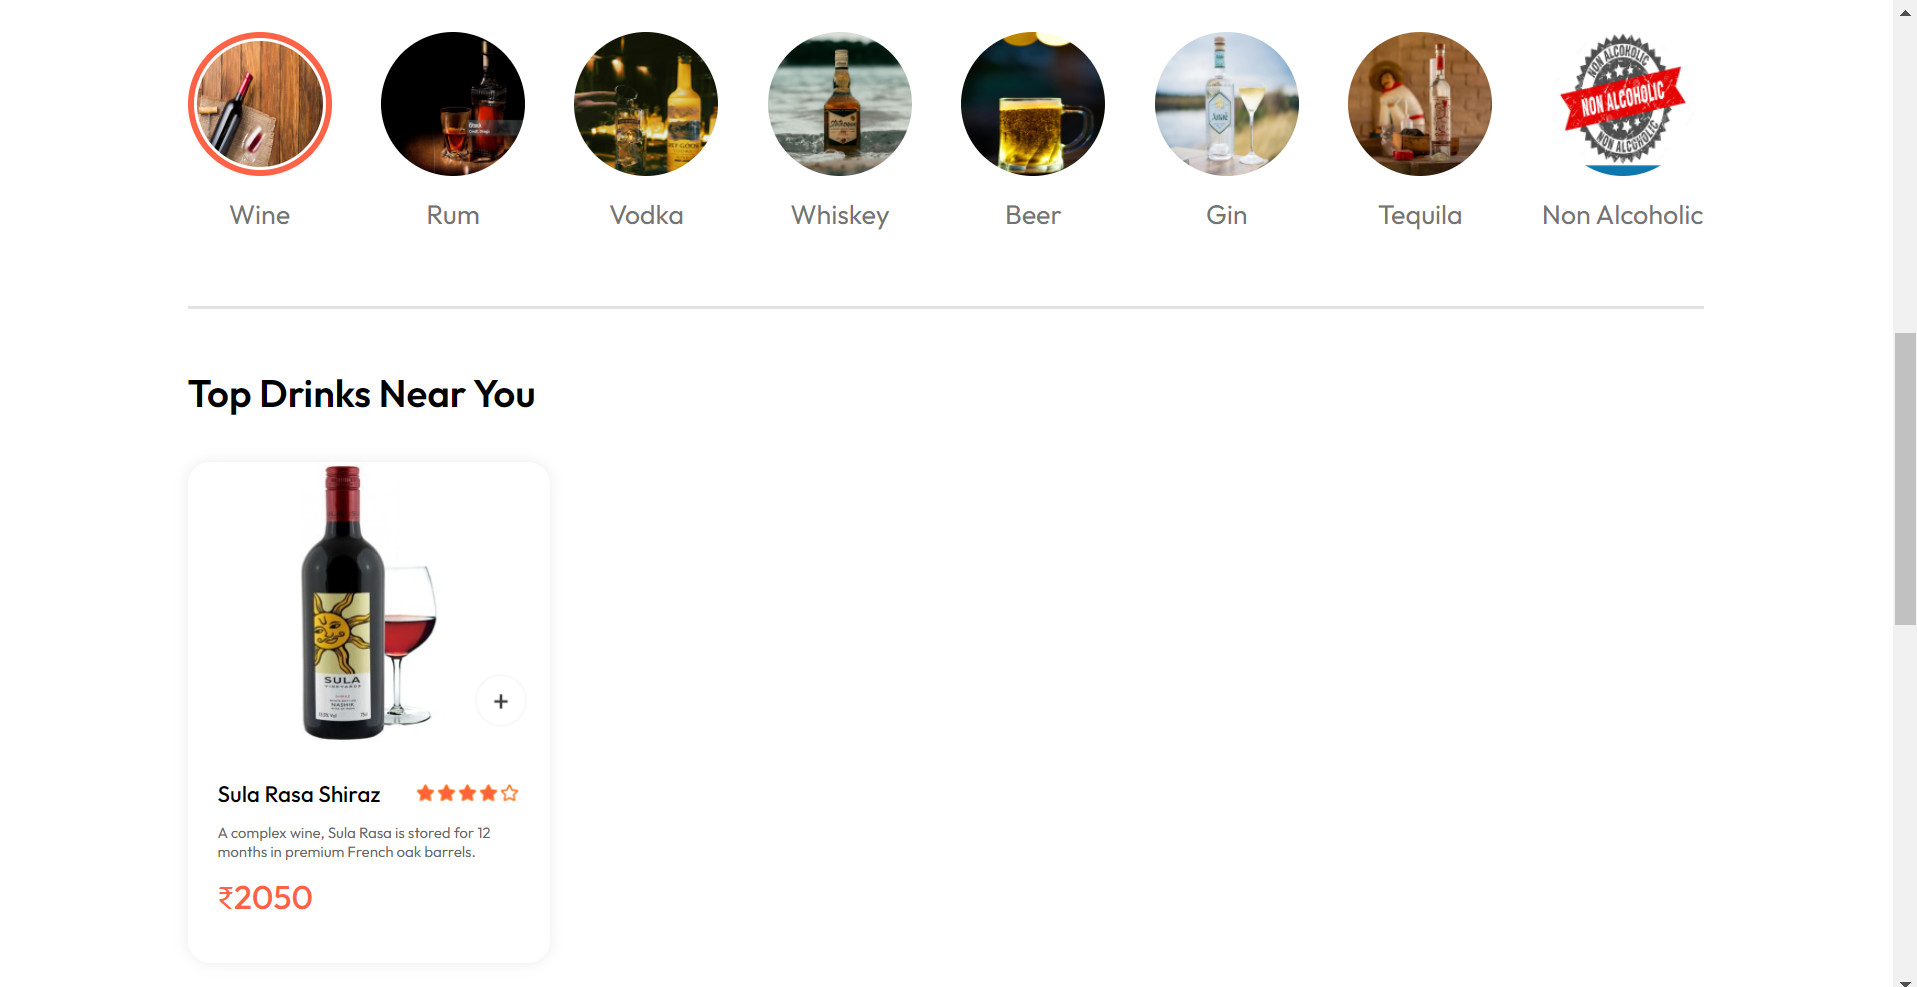 NON ALCOHOLIC
NON ALCOHOLIC
NON ALCOHOLIC
Wine
Rum
Vodka
Whiskey
Beer
Gin
Tequila
Non Alcoholic
Top Drinks Near You
SULA
VINEYARDS
NASHIK
+
Sula Rasa Shiraz
A complex wine, Sula Rasa is stored for 12
months in premium French oak barrels.
₹2050